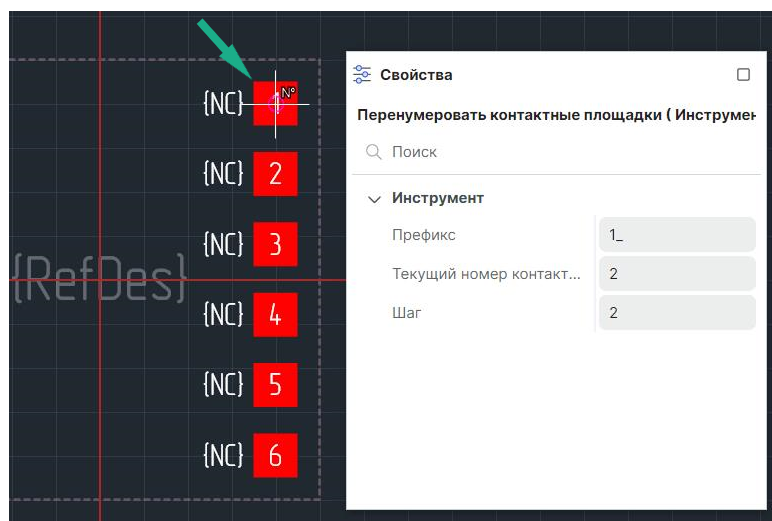 {NC} 1 N°
{NC} 2
{NC} 3
{RefDes}
{NC} 4
{NC} 5
{NC} 6
Свойства
Перенумеровать контактные площадки ( Инструмен
Поиск
Инструмент
Префикс 1_
Текущий номер контакт... 2
Шаг 2